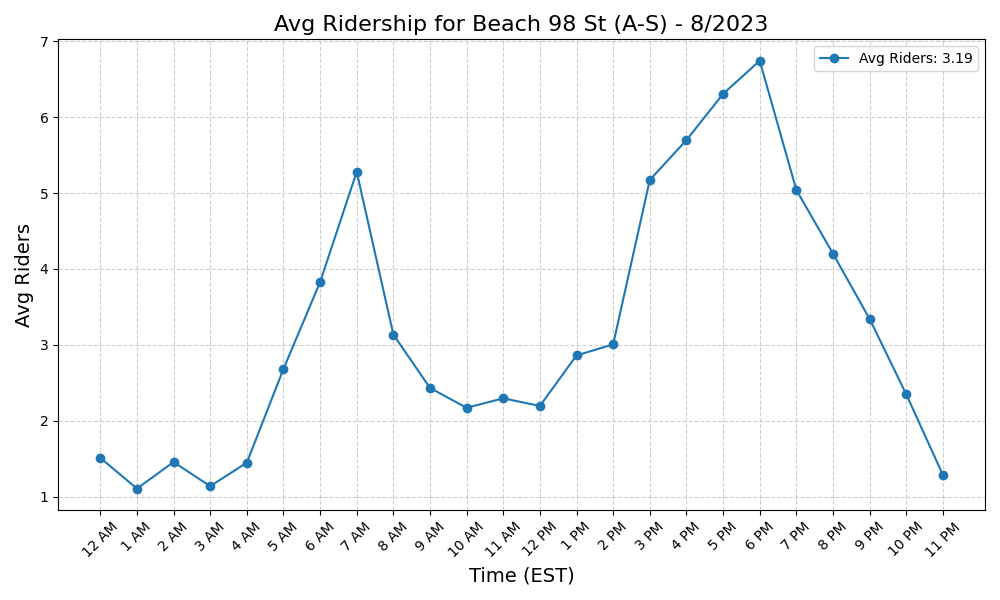 Avg Ridership for Beach 98 St (A-S) - 8/2023
Avg Riders: 3.19
Avg Riders
7
6
5
4
3
2
1
12 AM
1 AM
2 AM
3 AM
4 AM
5 AM
6 AM
7 AM
8 AM
9 AM
10 AM
11 AM
12 PM
1 PM
2 PM
3 PM
4 PM
5 PM
6 PM
7 PM
8 PM
9 PM
10 PM
11 PM
Time (EST)